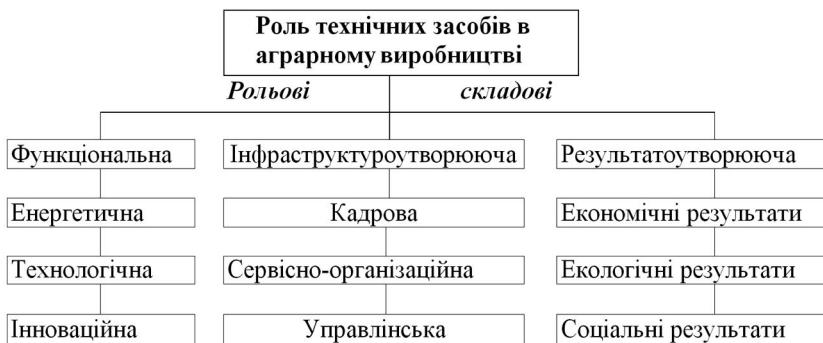 Роль технічних засобів в
аграрному виробництві
Рольові складові
Функціональна Інфраструктуроутворююча Результатоутворююча
Енергетична Кадрова Економічні результати
Технологічна Сервісно-організаційна Екологічні результати
Інноваційна Управлінська Соціальні результати